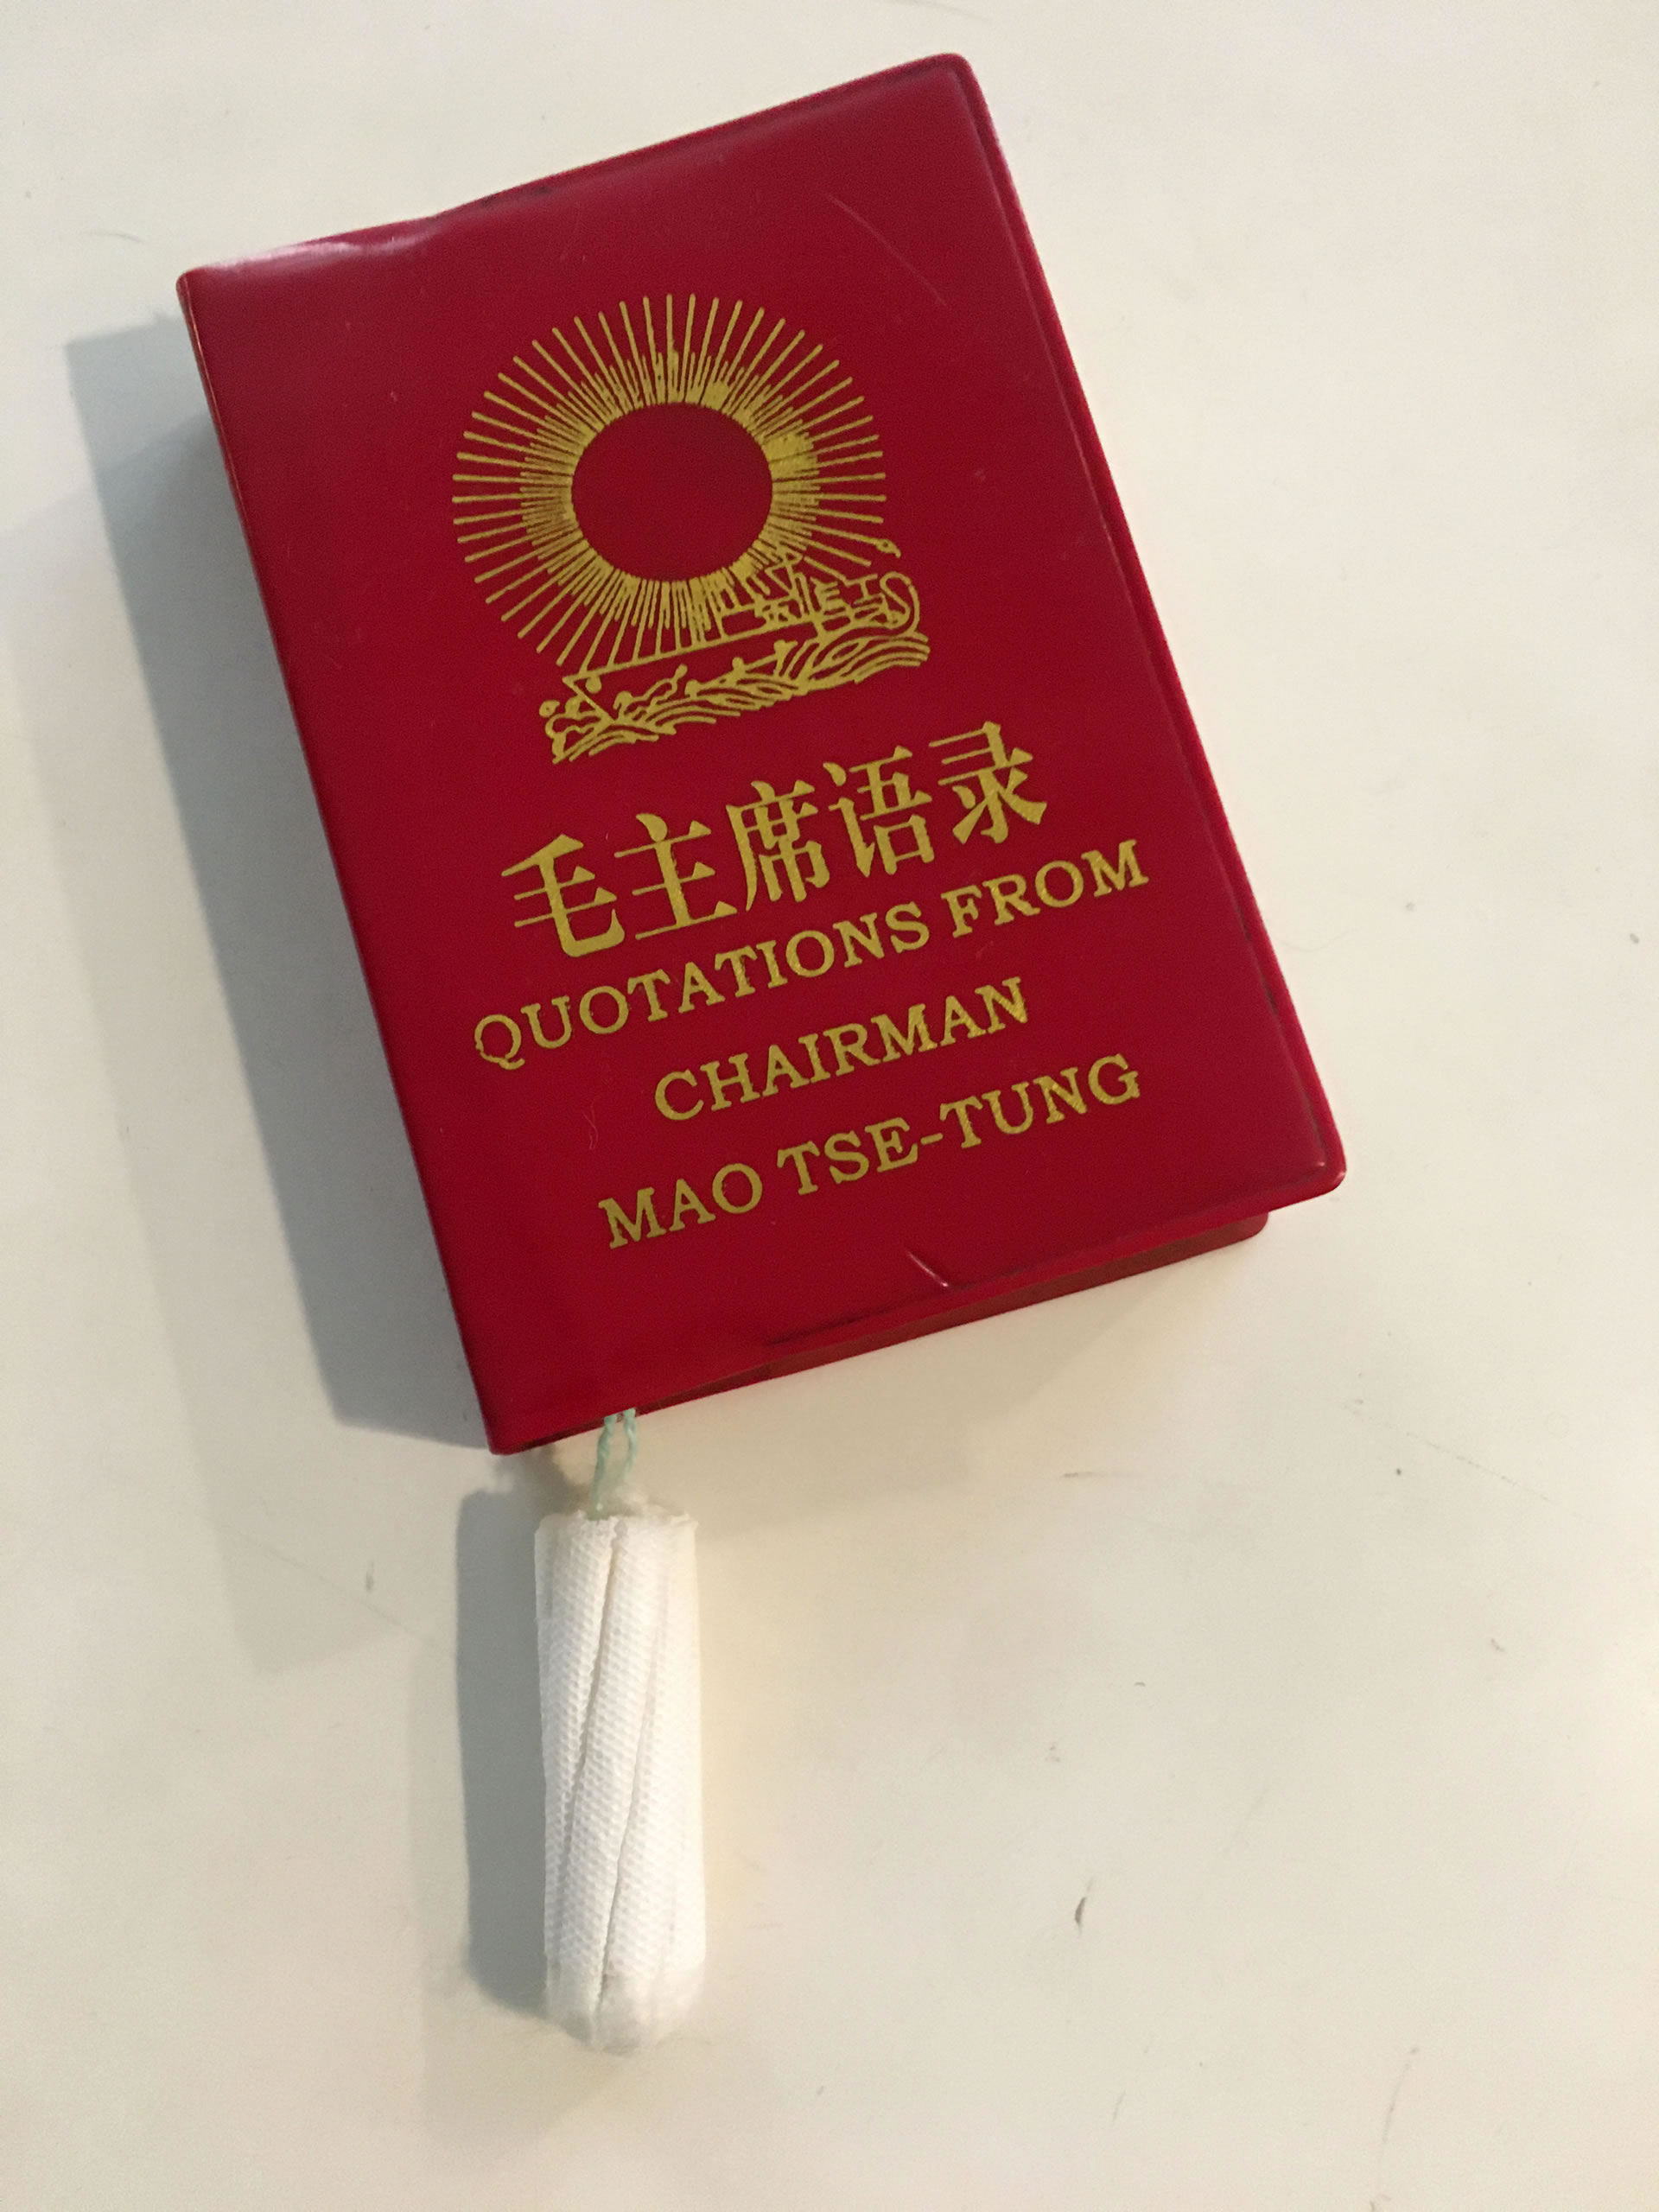 毛主席语录
QUOTATIONS FROM
CHAIRMAN
MAO TSE-TUNG